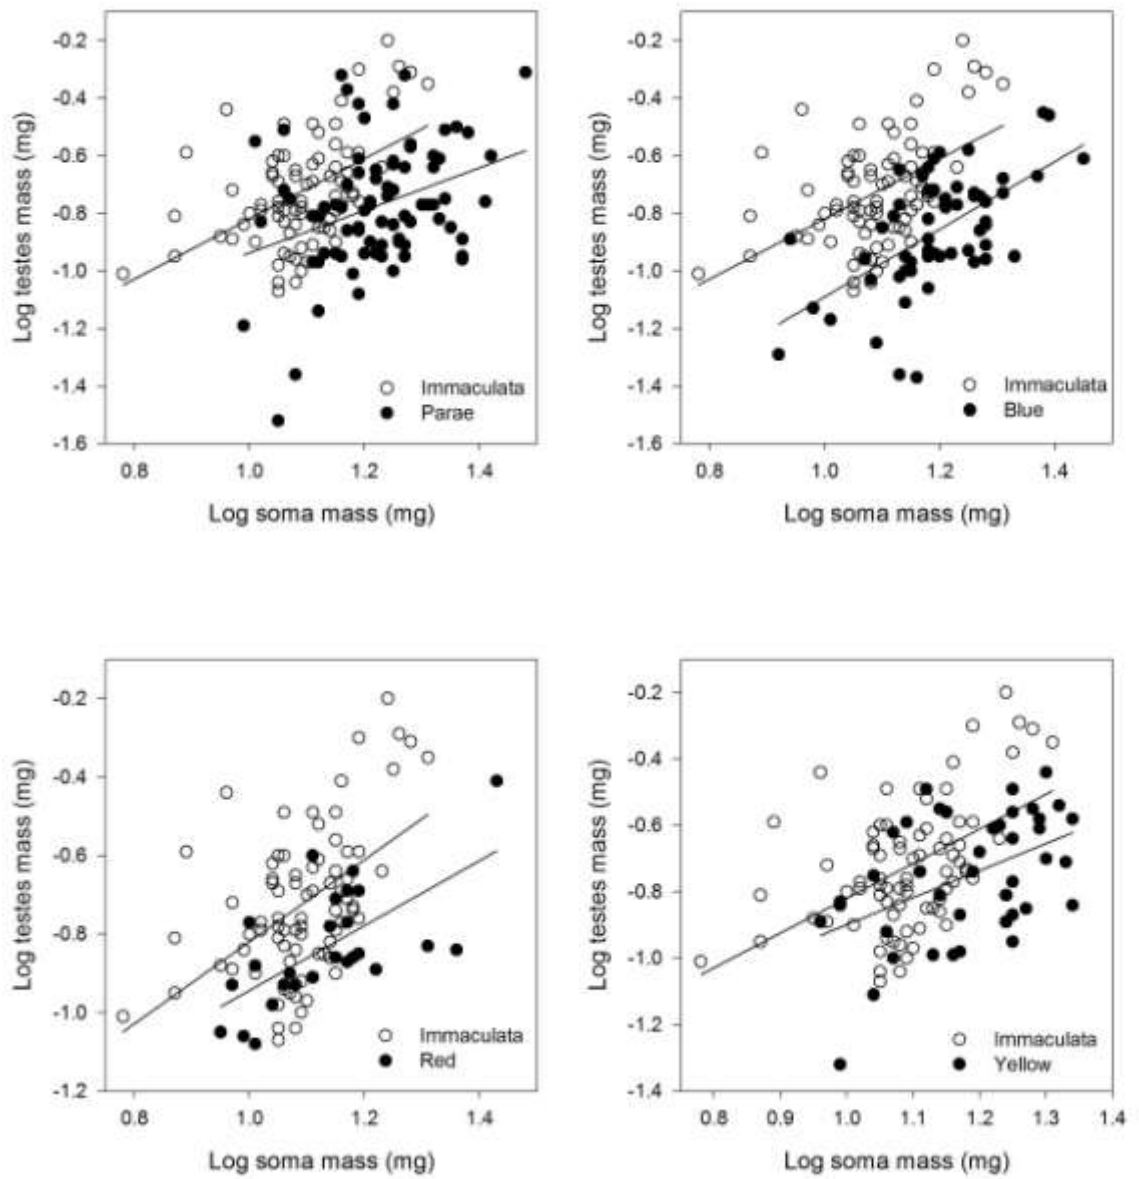 -0.2
-0.4
-0.6
-0.8
-1.0
-1.2
-1.4
-1.6
Log testes mass (mg)
Immaculata
Parae
0.8 1.0 1.2 1.4
Log soma mass (mg)
-0.2
-0.4
-0.6
-0.8
-1.0
-1.2
-1.4
-1.6
Log testes mass (mg)
Immaculata
Blue
0.8 1.0 1.2 1.4
Log soma mass (mg)
-0.2
-0.4
-0.6
-0.8
-1.0
-1.2
Log testes mass (mg)
Immaculata
Red
0.8 1.0 1.2 1.4
Log soma mass (mg)
-0.2
-0.4
-0.6
-0.8
-1.0
-1.2
-1.4
Log testes mass (mg)
Immaculata
Yellow
0.8 0.9 1.0 1.1 1.2 1.3 1.4
Log soma mass (mg)